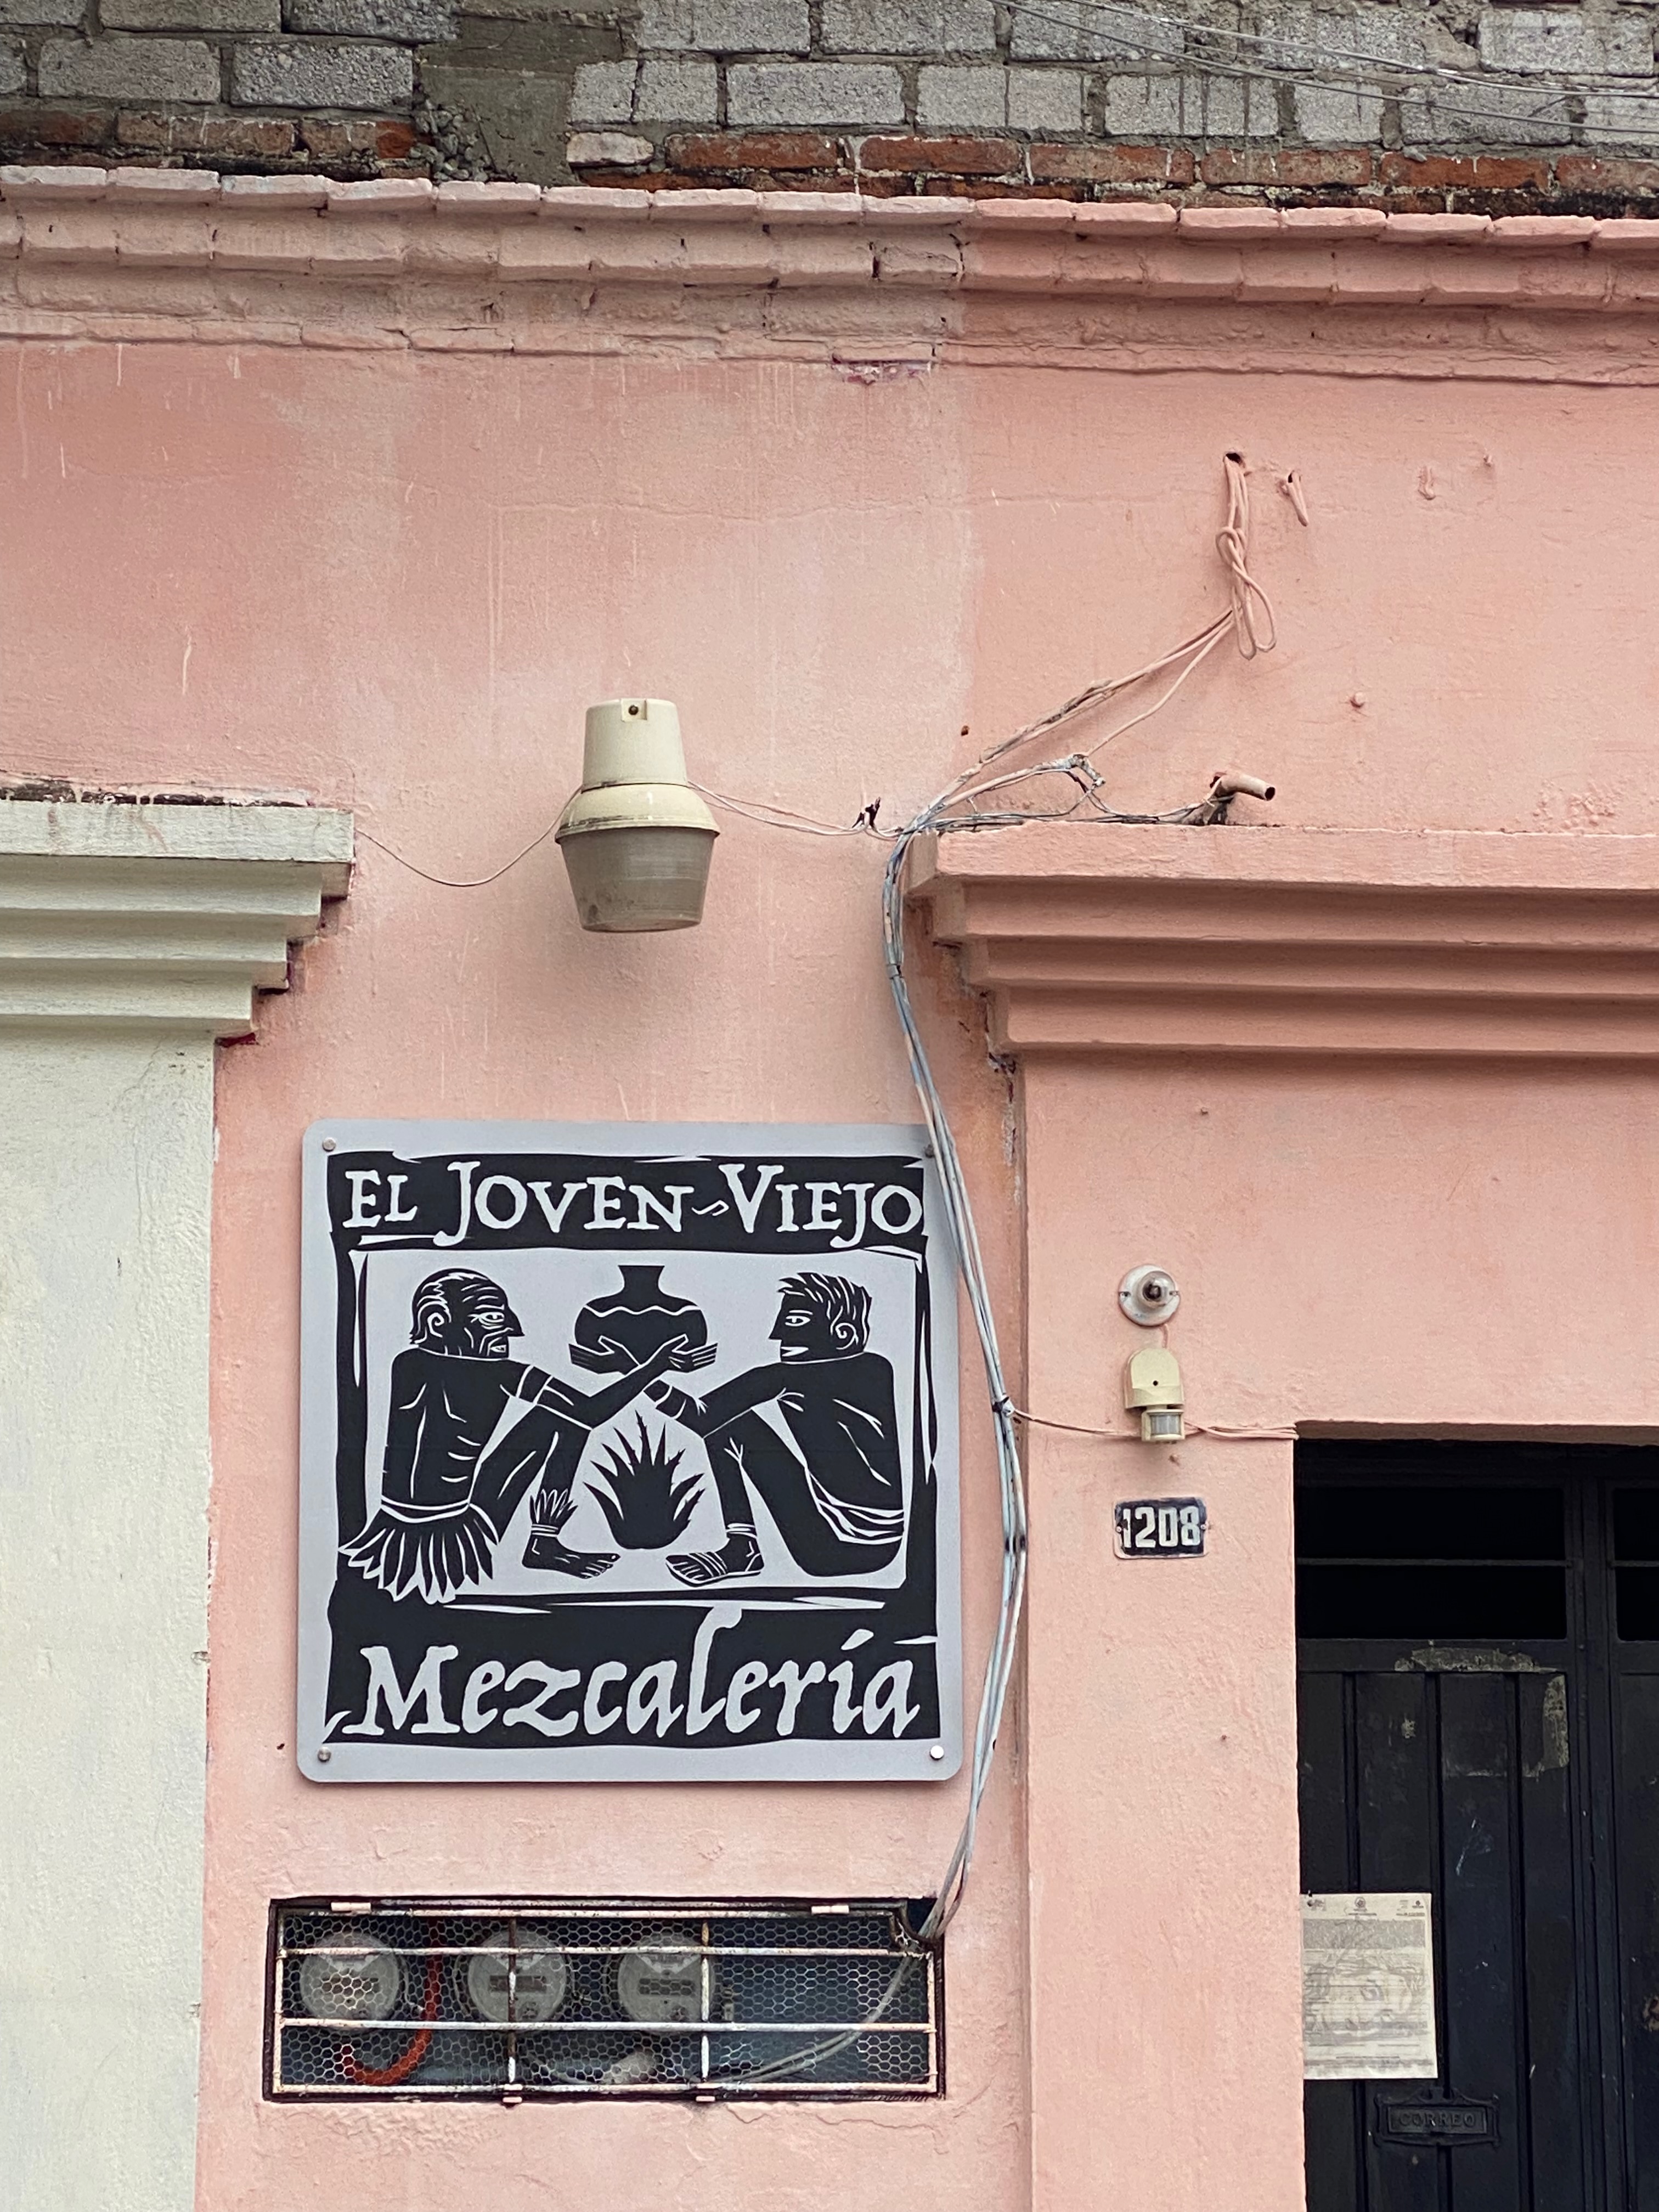 EL JOVEN~VIEJO
Mezcalería
1208
CORREO